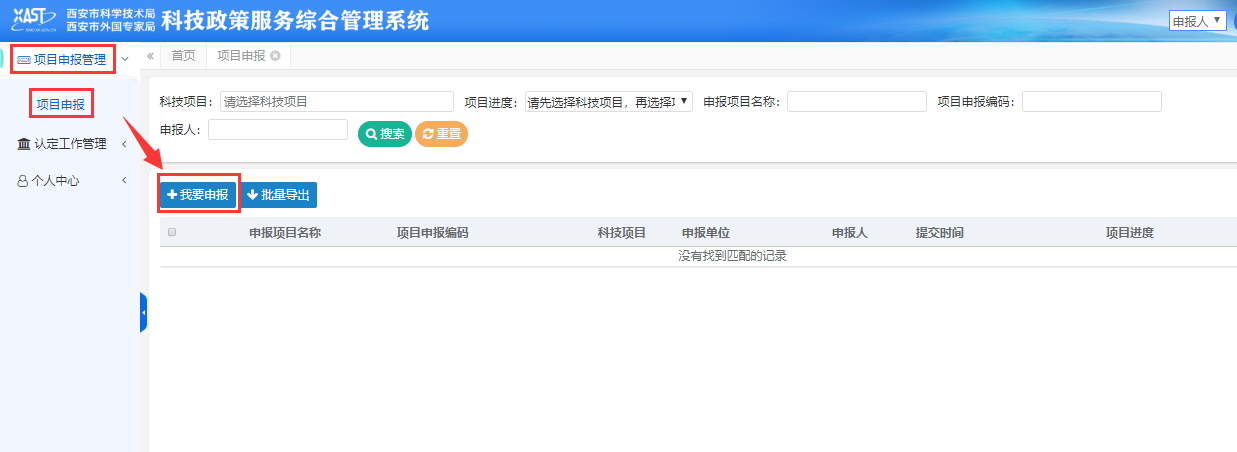 XAST
西安市科学技术局
西安市外国专家局
科技政策服务综合管理系统
申报人
项目申报管理
项目申报
认定工作管理
个人中心
首页
项目申报
科技项目: 请选择科技项目
项目进度: 请先选择科技项目，再选择
申报项目名称:
项目申报编码:
申报人:
搜索
重置
我要申报
批量导出
申报项目名称 项目申报编码 科技项目 申报单位 申报人 提交时间 项目进度
没有找到匹配的记录